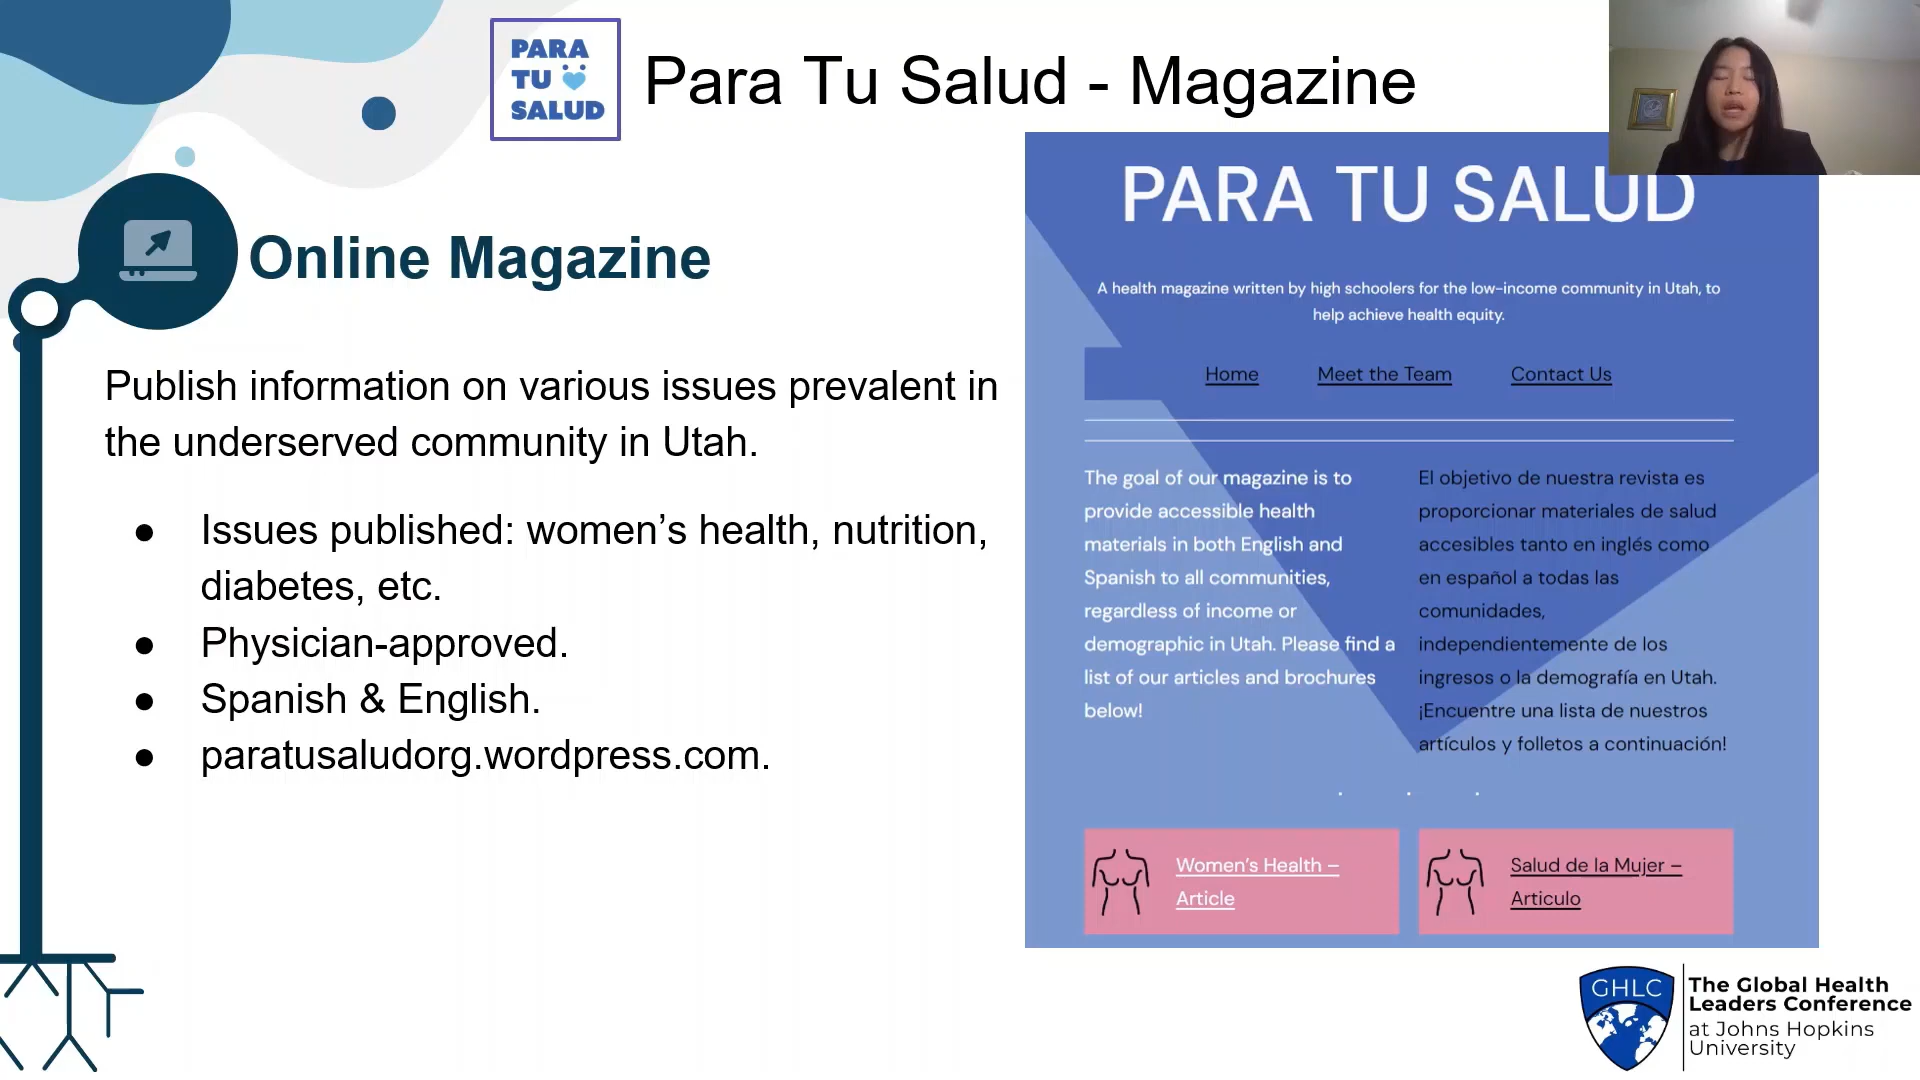 PARA
TU
SALUD
Para Tu Salud - Magazine
Online Magazine
Publish information on various issues prevalent in
the underserved community in Utah.
● Issues published: women’s health, nutrition,
diabetes, etc.
● Physician-approved.
● Spanish & English.
● paratusaludorg.wordpress.com.
PARA TU SALUD
A health magazine written by high schoolers for the low-income community in Utah, to
help achieve health equity.
Home Meet the Team Contact Us
The goal of our magazine is to
provide accessible health
materials in both English and
Spanish to all communities,
regardless of income or
demographic in Utah. Please find a
list of our articles and brochures
below!
El objetivo de nuestra revista es
proporcionar materiales de salud
accesibles tanto en inglés como
en español a todas las
comunidades,
independientemente de los
ingresos o la demografía en Utah.
¡Encuentre una lista de nuestros
artículos y folletos a continuación!
Women’s Health –
Article
Salud de la Mujer –
Articulo
GHLC
The Global Health
Leaders Conference
at Johns Hopkins
University